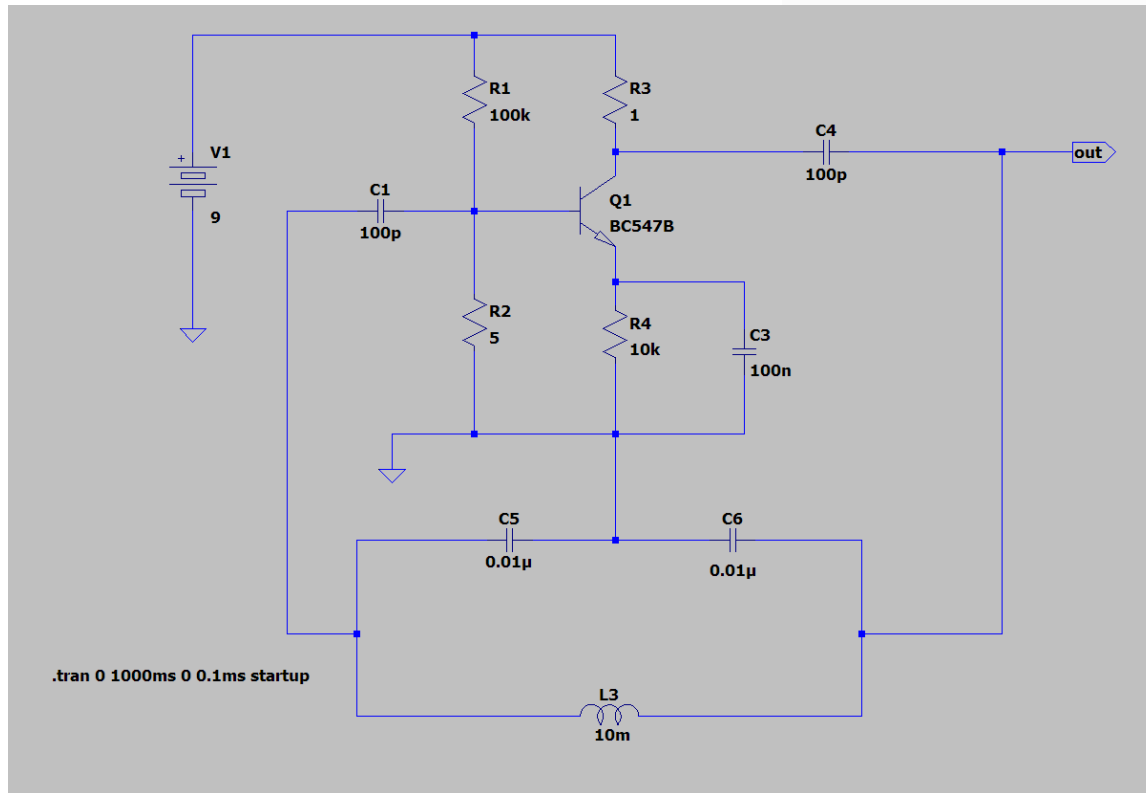 R1
100k
R3
1
C4
100p
out
+
V1
9
C1
100p
Q1
BC547B
R2
5
R4
10k
C3
100n
C5
0.01µ
C6
0.01µ
.tran 0 1000ms 0 0.1ms startup
L3
10m